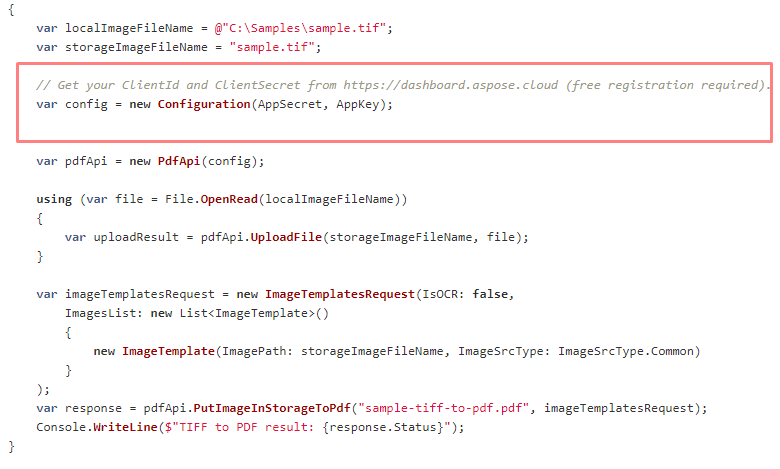 {
    var localImageFileName = @"C:\Samples\sample.tif";
    var storageImageFileName = "sample.tif";
    // Get your ClientId and ClientSecret from https://dashboard.aspose.cloud (free registration required).
    var config = new Configuration(AppSecret, AppKey);
    var pdfApi = new PdfApi(config);
    using (var file = File.OpenRead(localImageFileName))
    {
        var uploadResult = pdfApi.UploadFile(storageImageFileName, file);
    }
    var imageTemplatesRequest = new ImageTemplatesRequest(IsOCR: false,
        ImagesList: new List<ImageTemplate>()
        {
            new ImageTemplate(ImagePath: storageImageFileName, ImageSrcType: ImageSrcType.Common)
        }
    );
    var response = pdfApi.PutImageInStorageToPdf("sample-tiff-to-pdf.pdf", imageTemplatesRequest);
    Console.WriteLine($"TIFF to PDF result: {response.Status}");
}